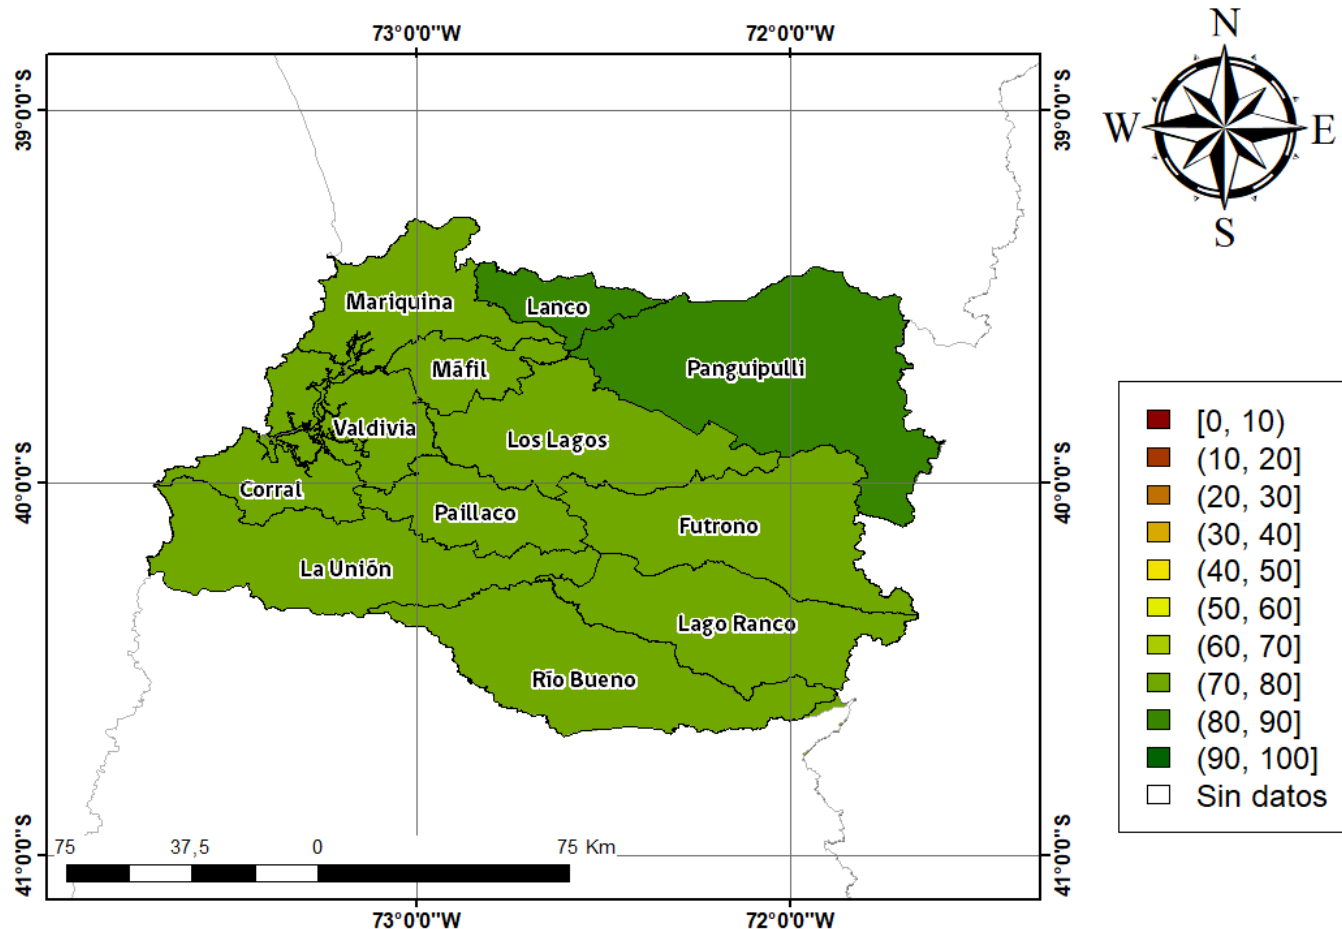 73°0'0"W 72°0'0"W
N
W E
S
39°0'0"S 39°0'0"S
Mariquina
Lanco
Máfil
Panguipulli
Valdivia
Los Lagos
Corral
Paillaco
Futrono
La Unión
Lago Ranco
Río Bueno
40°0'0"S 40°0'0"S
[0, 10)
(10, 20]
(20, 30]
(30, 40]
(40, 50]
(50, 60]
(60, 70]
(70, 80]
(80, 90]
(90, 100]
Sin datos
75 37,5 0 75 Km
41°0'0"S 41°0'0"S
73°0'0"W 72°0'0"W